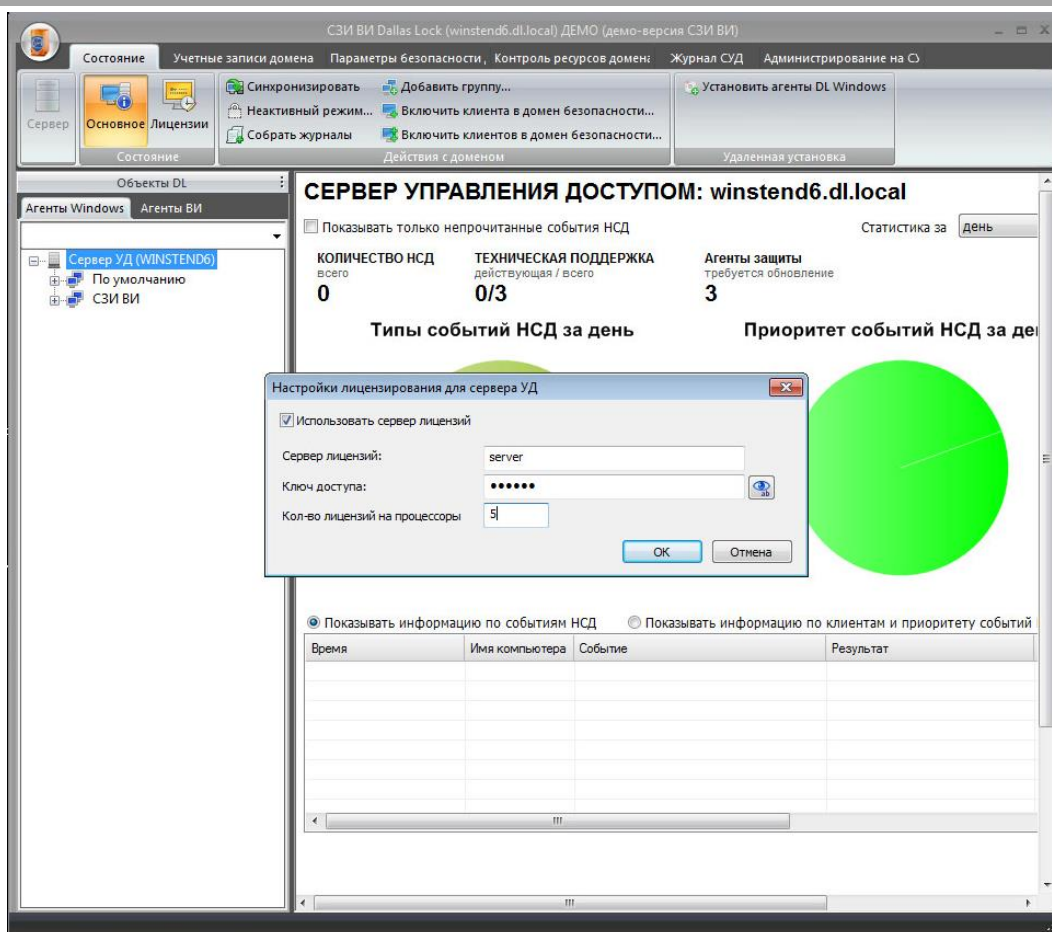 СЗИ ВИ Dallas Lock (winstend6.dl.local) ДЕМО (демо-версия СЗИ ВИ)
Состояние Учетные записи домена Параметры безопасности, Контроль ресурсов домена Журнал СУД Администрирование на
Сервер Основное Лицензии
Синхронизировать Добавить группу... Установить агенты DL Windows
Неактивный режим... Включить клиента в домен безопасности...
Собрать журналы Включить клиентов в домен безопасности...
Состояние Действия с доменом Удаленная установка
Объекты DL
Агенты Windows Агенты ВИ
Сервер УД (WINSTEND6)
По умолчанию
СЗИ ВИ
СЕРВЕР УПРАВЛЕНИЯ ДОСТУПОМ: winstend6.dl.local
Показывать только непрочитанные события НСД Статистика за день
КОЛИЧЕСТВО НСД ТЕХНИЧЕСКАЯ ПОДДЕРЖКА Агенты защиты
всего действующая / всего требуется обновление
0 0/3 3
Типы событий НСД за день Приоритет событий НСД за
Настройки лицензирования для сервера УД
Использовать сервер лицензий
Сервер лицензий: server
Ключ доступа: ••••••
Кол-во лицензий на процессоры 5
OK Отмена
Показывать информацию по событиям НСД Показывать информацию по клиентам и приоритету событий
Время Имя компьютера Событие Результат